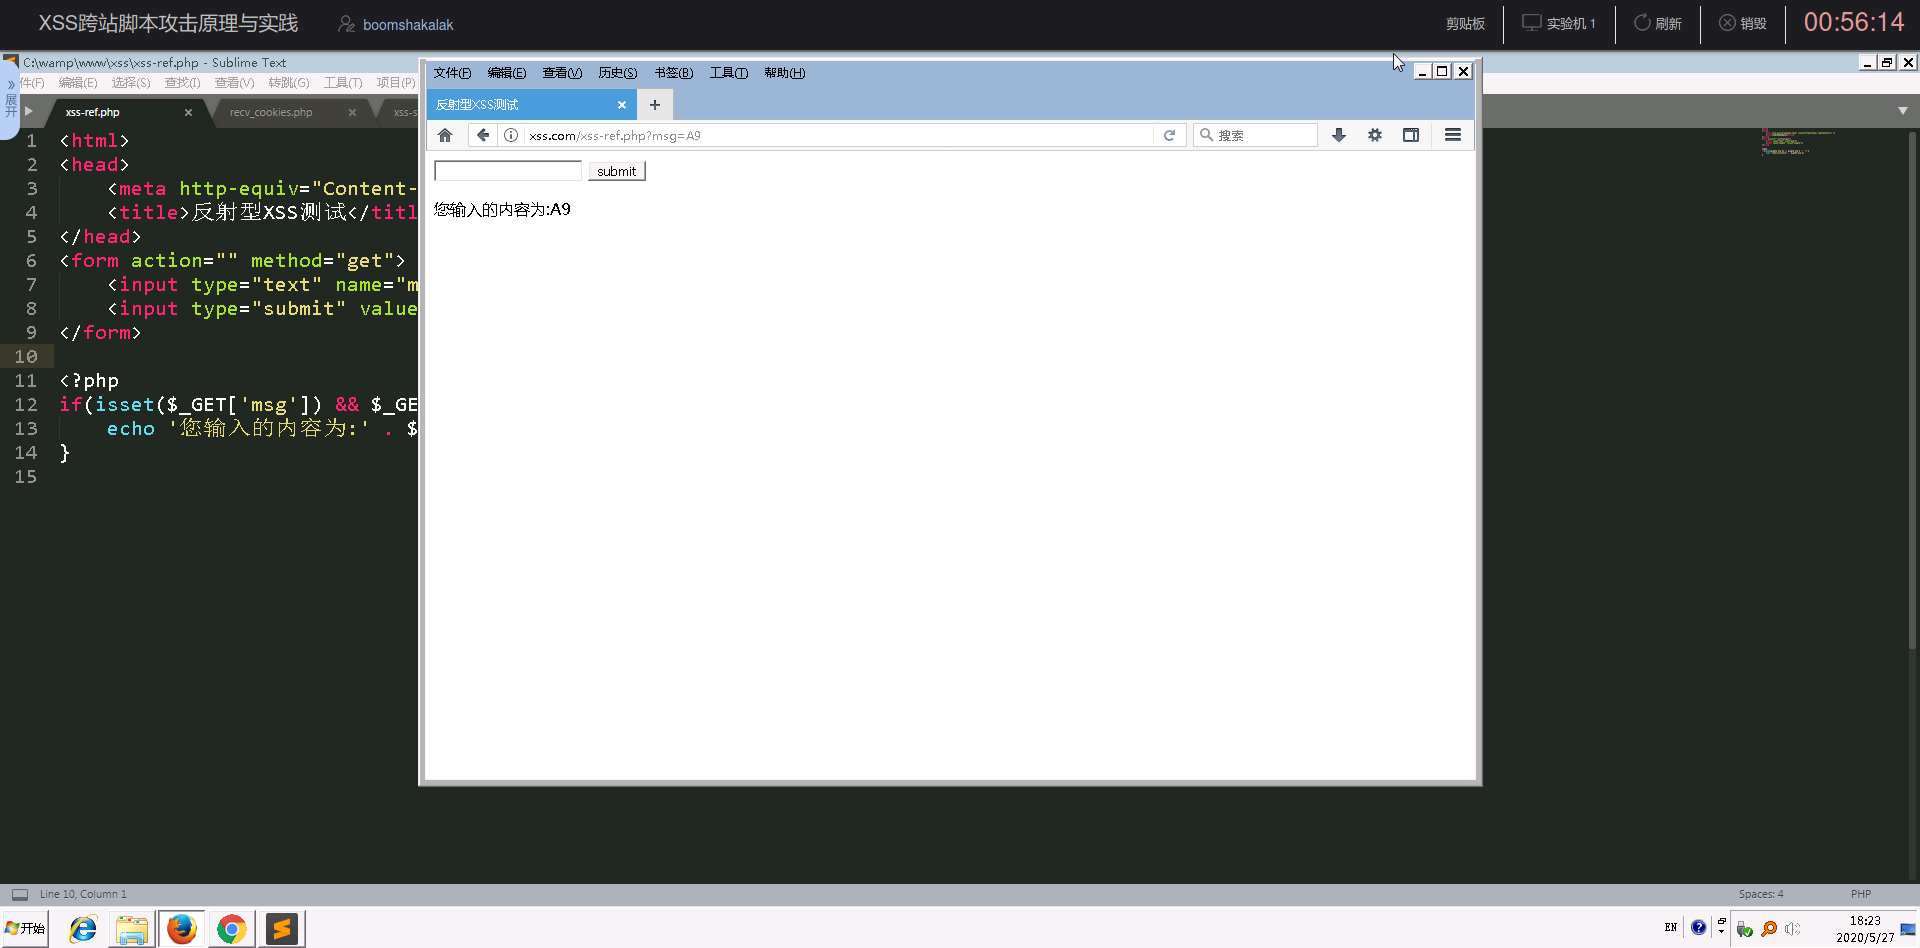 XSS跨站脚本攻击原理与实践 boomshakalak 剪贴板 实验机 1 刷新 销毁 00:56:14
C:\wamp\www\xss\xss-ref.php - Sublime Text
件(F) 编辑(E) 选择(S) 查找(I) 查看(V) 转跳(G) 工具(T) 项目(P)
» 展开
xss-ref.php × recv_cookies.php × xss-s
1 <html>
2 <head>
3 <meta http-equiv="Content-
4 <title>反射型XSS测试</titl
5 </head>
6 <form action="" method="get">
7 <input type="text" name="m
8 <input type="submit" value
9 </form>
10
11 <?php
12 if(isset($_GET['msg']) && $_GE
13 echo '您输入的内容为:' . $
14 }
15
文件(F) 编辑(E) 查看(V) 历史(S) 书签(B) 工具(T) 帮助(H)
反射型XSS测试 × +
xss.com/xss-ref.php?msg=A9 搜索
submit
您输入的内容为:A9
Line 10, Column 1 Spaces: 4 PHP
开始 EN 18:23
2020/5/27